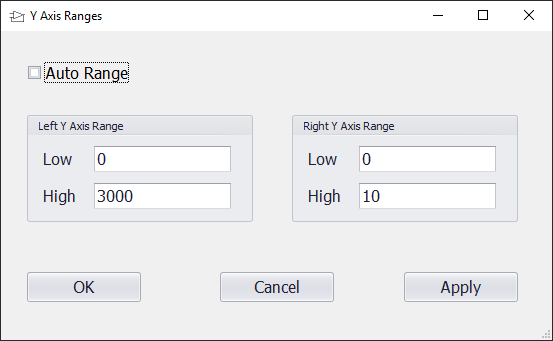 Y Axis Ranges
Auto Range
Left Y Axis Range
Low 0
High 3000
Right Y Axis Range
Low 0
High 10
OK Cancel Apply